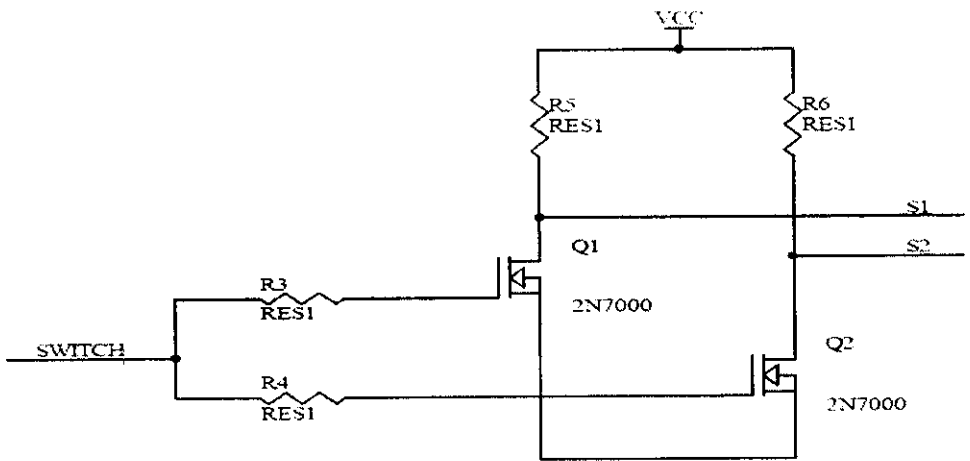 VCC
R5
RES1
R6
RES1
S1
Q1
S2
R3
RES1
2N7000
SWITCH
Q2
R4
RES1
2N7000